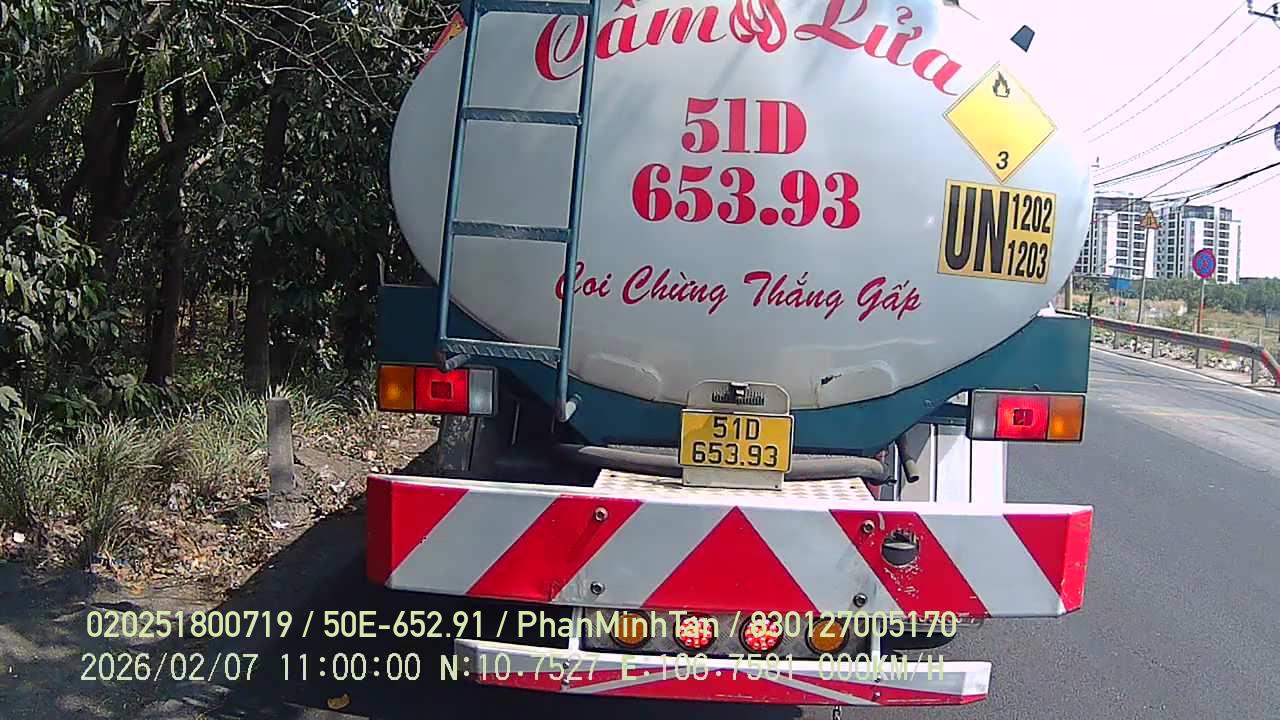 Cấm Lửa
51D
653.93
3
UN 1202
1203
Coi Chừng Thắng Gấp
51D
653.93
020251800719 / 50E-652.91 / PhanMinhTan / 830127005170
2026/02/07 11:00:00 N:10.7527 E:106.7581 000KM/H